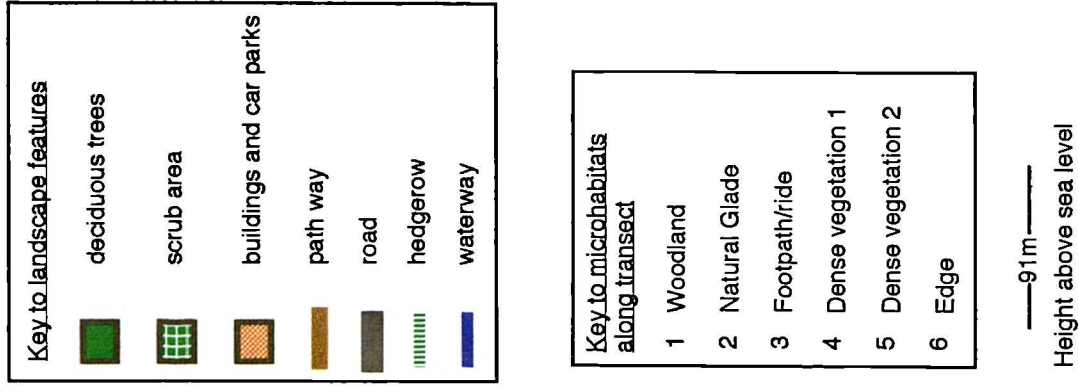 Key to landscape features
deciduous trees
scrub area
buildings and car parks
path way
road
hedgerow
waterway
Key to microhabitats
along transect
1 Woodland
2 Natural Glade
3 Footpath/ride
4 Dense vegetation 1
5 Dense vegetation 2
6 Edge
91m
Height above sea level